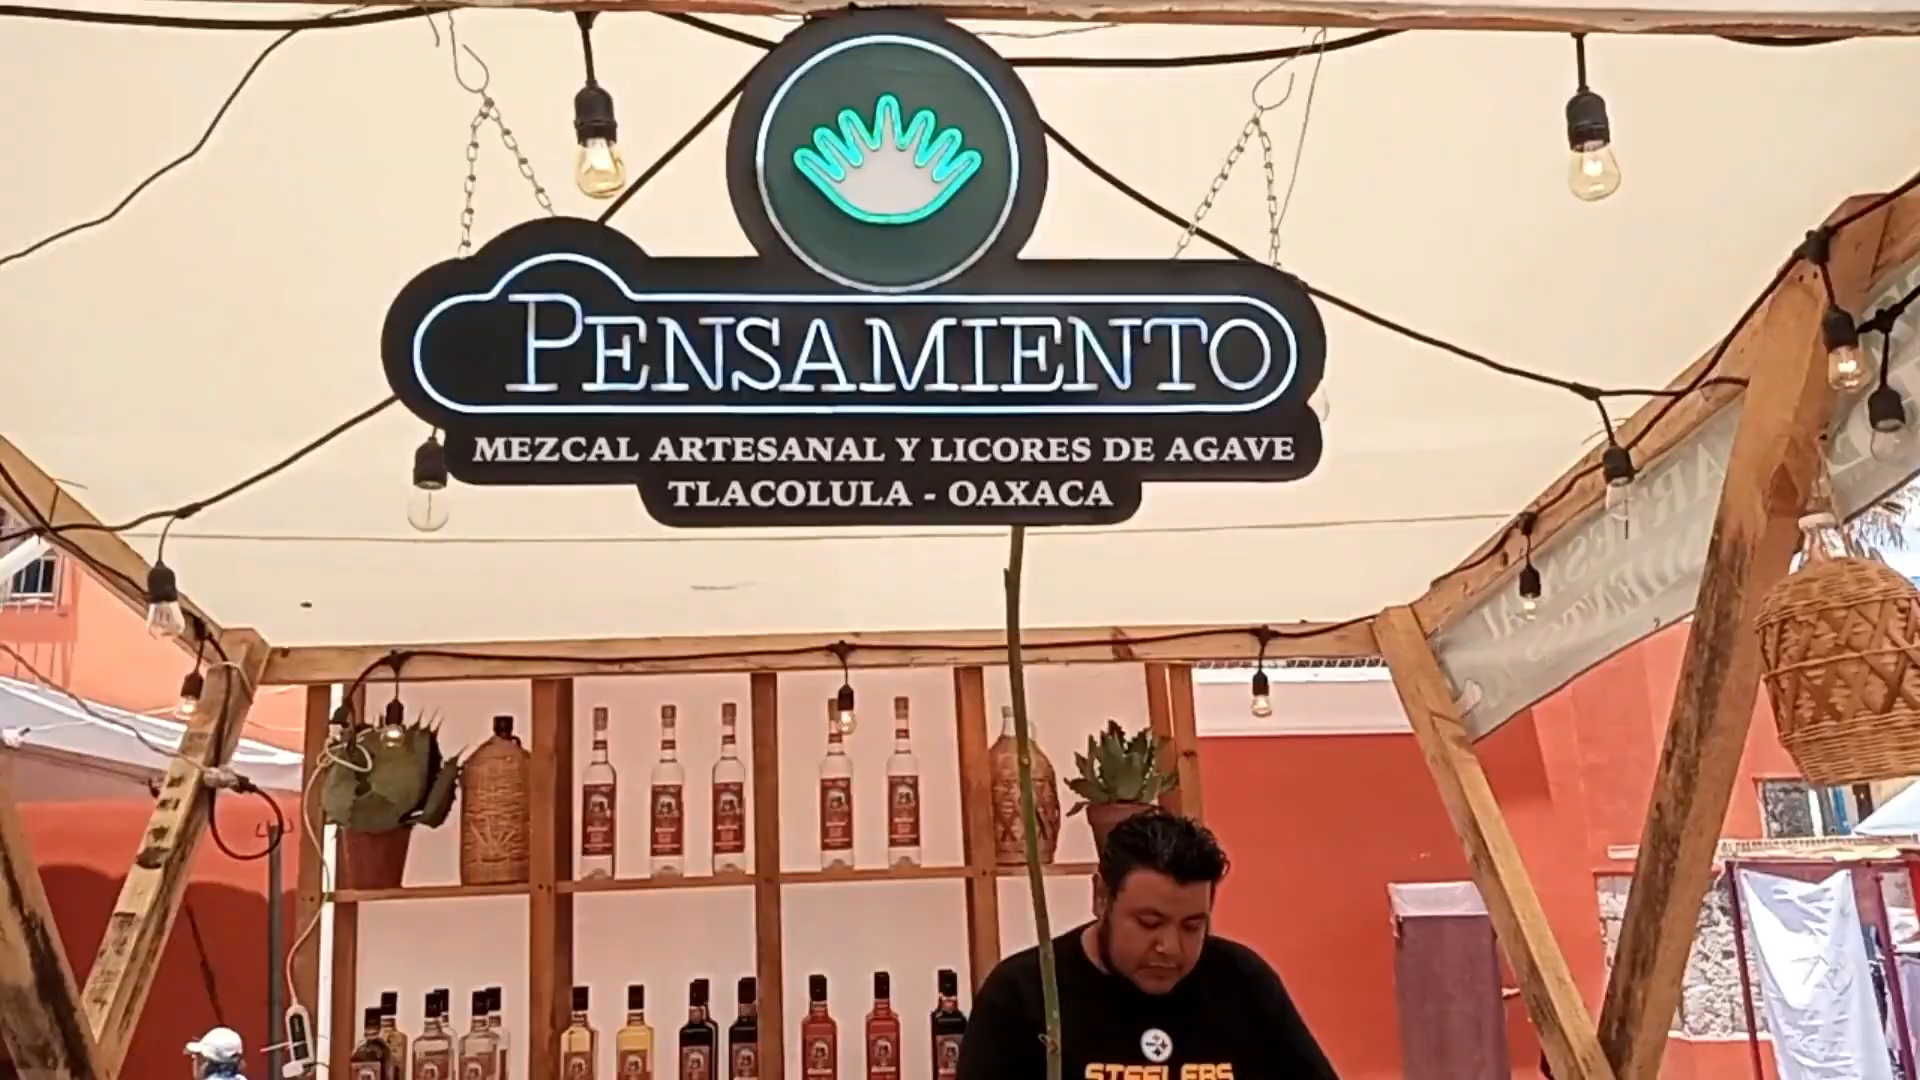 PENSAMIENTO
MEZCAL ARTESANAL Y LICORES DE AGAVE
TLACOLULA - OAXACA
STEELERS